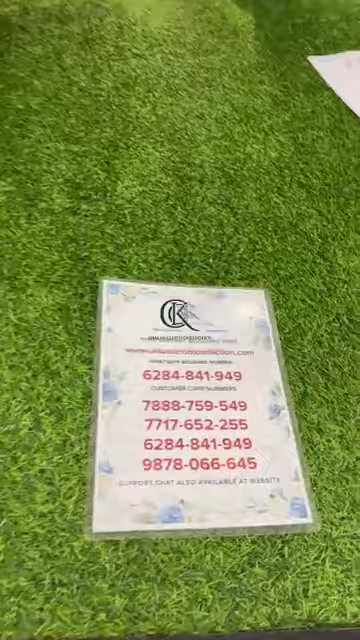 CK
6284-841-949
CUSTOMER CARE NUMBERS
7888-759-549
7717-652-255
6284-841-949
9878-066-645
SUPPORT CHAT ALSO AVAILABLE AT WEBSITE